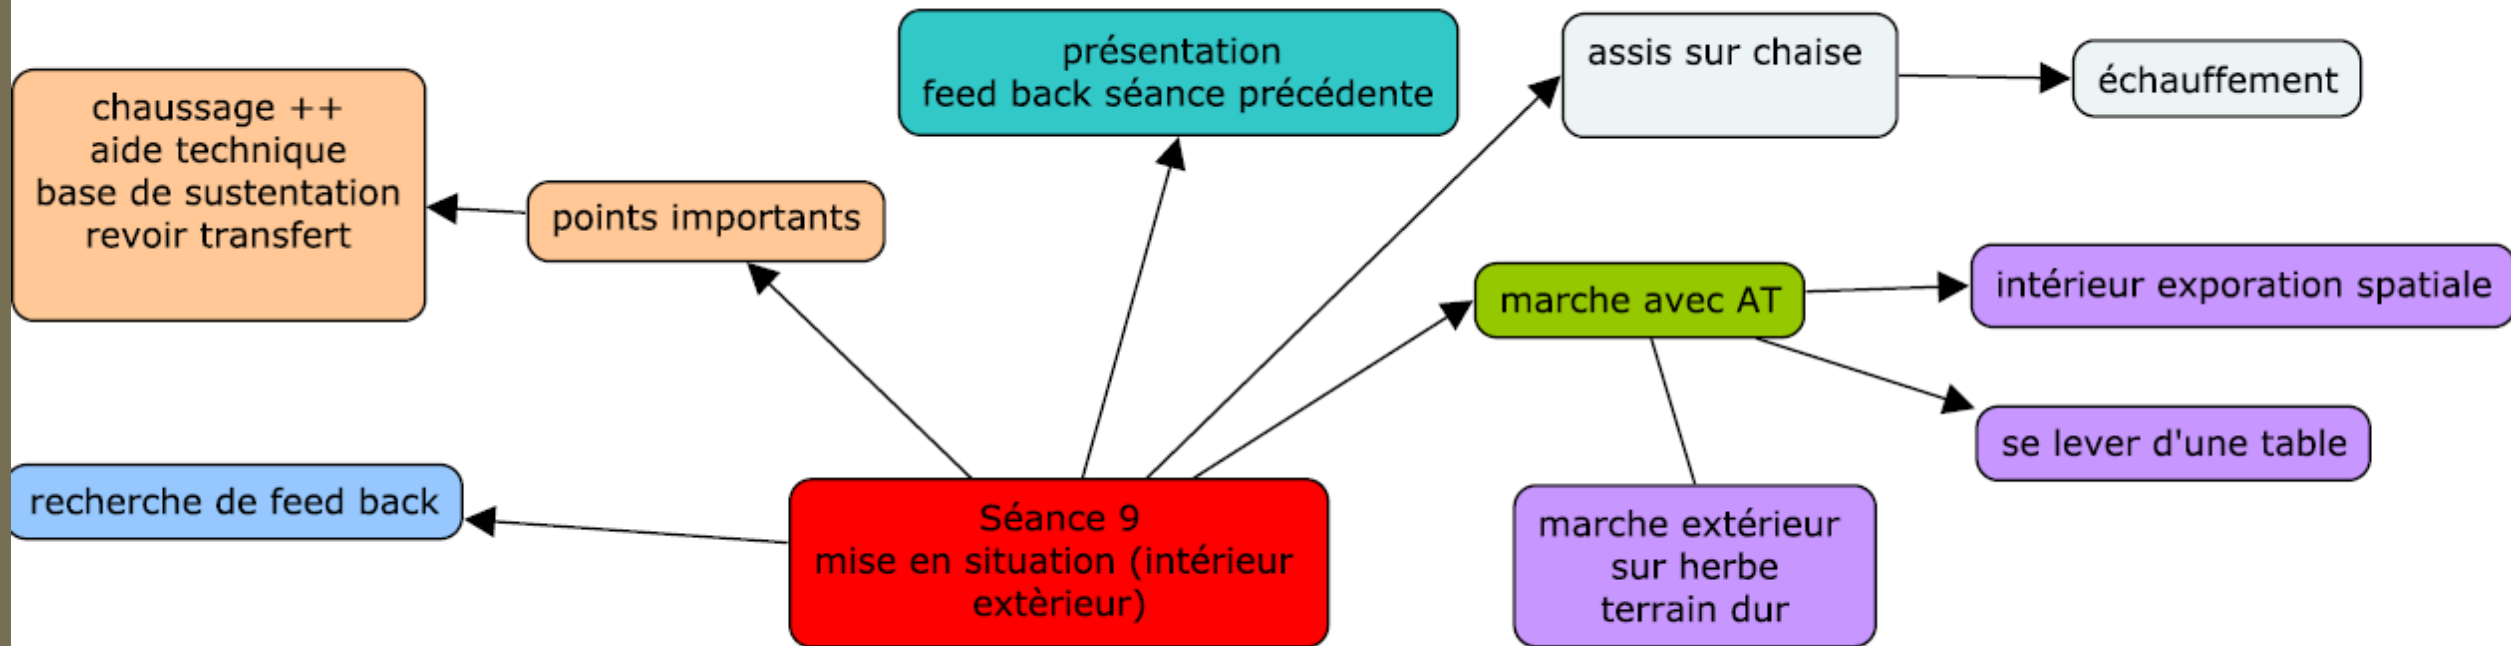 présentation
feed back séance précédente
assis sur chaise
échauffement
chaussage ++
aide technique
base de sustentation
revoir transfert
points importants
marche avec AT
intérieur exporation spatiale
se lever d'une table
recherche de feed back
Séance 9
mise en situation (intérieur
extèrieur)
marche extérieur
sur herbe
terrain dur